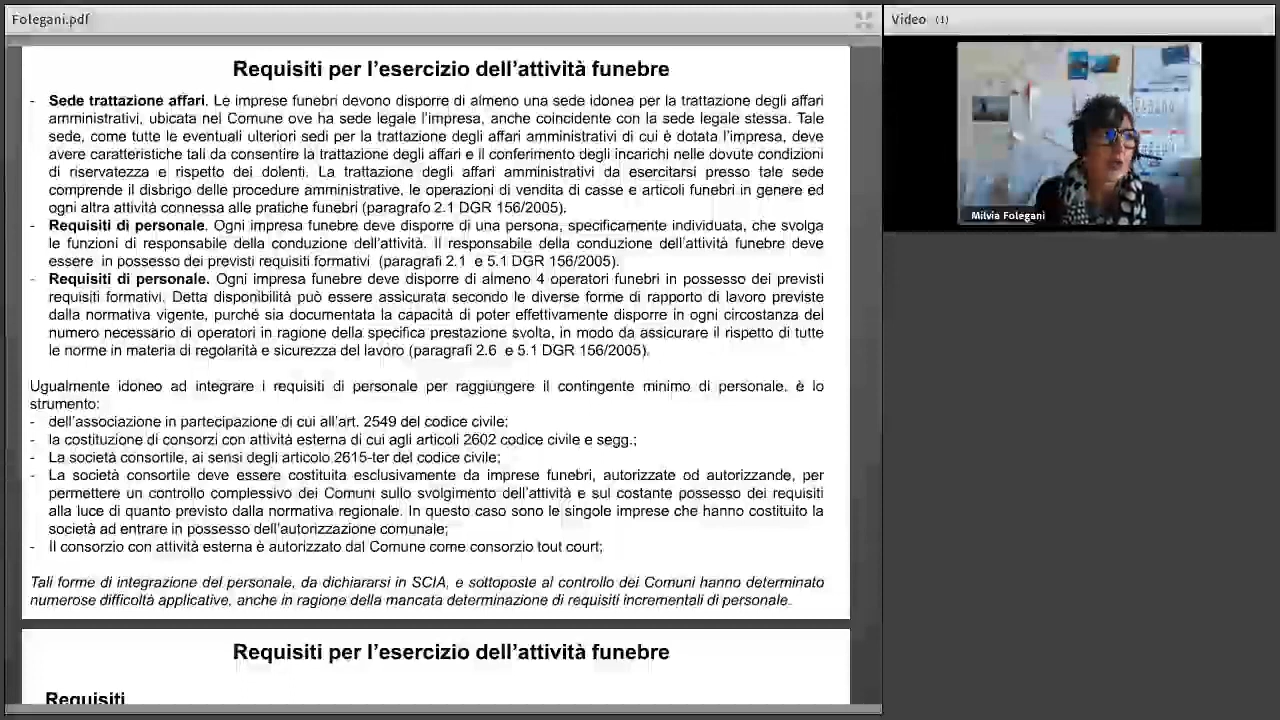 Folegani.pdf
Video (1)
Milvia Folegani
Requisiti per l’esercizio dell’attività funebre
- Sede trattazione affari. Le imprese funebri devono disporre di almeno una sede idonea per la trattazione degli affari
amministrativi, ubicata nel Comune ove ha sede legale l’impresa, anche coincidente con la sede legale stessa. Tale
sede, come tutte le eventuali ulteriori sedi per la trattazione degli affari amministrativi di cui è dotata l’impresa, deve
avere caratteristiche tali da consentire la trattazione degli affari e il conferimento degli incarichi nelle dovute condizioni
di riservatezza e rispetto dei dolenti. La trattazione degli affari amministrativi da esercitarsi presso tale sede
comprende il disbrigo delle procedure amministrative, le operazioni di vendita di casse e articoli funebri in genere ed
ogni altra attività connessa alle pratiche funebri (paragrafo 2.1 DGR 156/2005).
- Requisiti di personale. Ogni impresa funebre deve disporre di una persona, specificamente individuata, che svolga
le funzioni di responsabile della conduzione dell’attività. Il responsabile della conduzione dell’attività funebre deve
essere in possesso dei previsti requisiti formativi (paragrafi 2.1 e 5.1 DGR 156/2005).
- Requisiti di personale. Ogni impresa funebre deve disporre di almeno 4 operatori funebri in possesso dei previsti
requisiti formativi. Detta disponibilità può essere assicurata secondo le diverse forme di rapporto di lavoro previste
dalla normativa vigente, purché sia documentata la capacità di poter effettivamente disporre in ogni circostanza del
numero necessario di operatori in ragione della specifica prestazione svolta, in modo da assicurare il rispetto di tutte
le norme in materia di regolarità e sicurezza del lavoro (paragrafi 2.6 e 5.1 DGR 156/2005).
Ugualmente idoneo ad integrare i requisiti di personale per raggiungere il contingente minimo di personale, è lo
strumento:
- dell’associazione in partecipazione di cui all’art. 2549 del codice civile;
- la costituzione di consorzi con attività esterna di cui agli articoli 2602 codice civile e segg.;
- La società consortile, ai sensi degli articolo 2615-ter del codice civile;
- La società consortile deve essere costituita esclusivamente da imprese funebri, autorizzate od autorizzande, per
permettere un controllo complessivo dei Comuni sullo svolgimento dell’attività e sul costante possesso dei requisiti
alla luce di quanto previsto dalla normativa regionale. In questo caso sono le singole imprese che hanno costituito la
società ad entrare in possesso dell’autorizzazione comunale;
- Il consorzio con attività esterna è autorizzato dal Comune come consorzio tout court;
Tali forme di integrazione del personale, da dichiararsi in SCIA, e sottoposte al controllo dei Comuni hanno determinato
numerose difficoltà applicative, anche in ragione della mancata determinazione di requisiti incrementali di personale.
Requisiti per l’esercizio dell’attività funebre
Requisiti